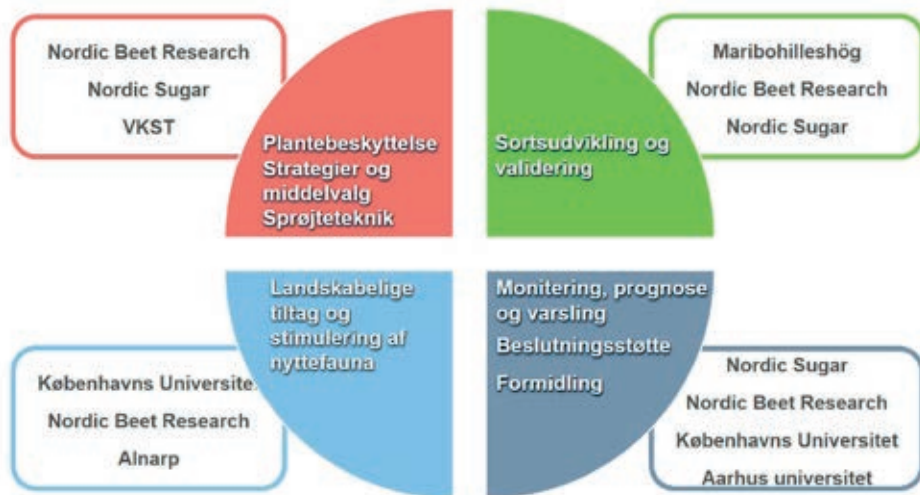 Nordic Beet Research
Nordic Sugar
VKST
Plantebeskyttelse
Strategier og
middelvalg
Sprøjteteknik
Sortsudvikling og
validering
Maribohilleshög
Nordic Beet Research
Nordic Sugar
Landskabelige
tiltag og
stimulering af
nyttefauna
Københavns Universite
Nordic Beet Research
Alnarp
Monitering, prognose
og varsling
Beslutningsstøtte
Formidling
Nordic Sugar
Nordic Beet Research
Københavns Universitet
Aarhus universitet